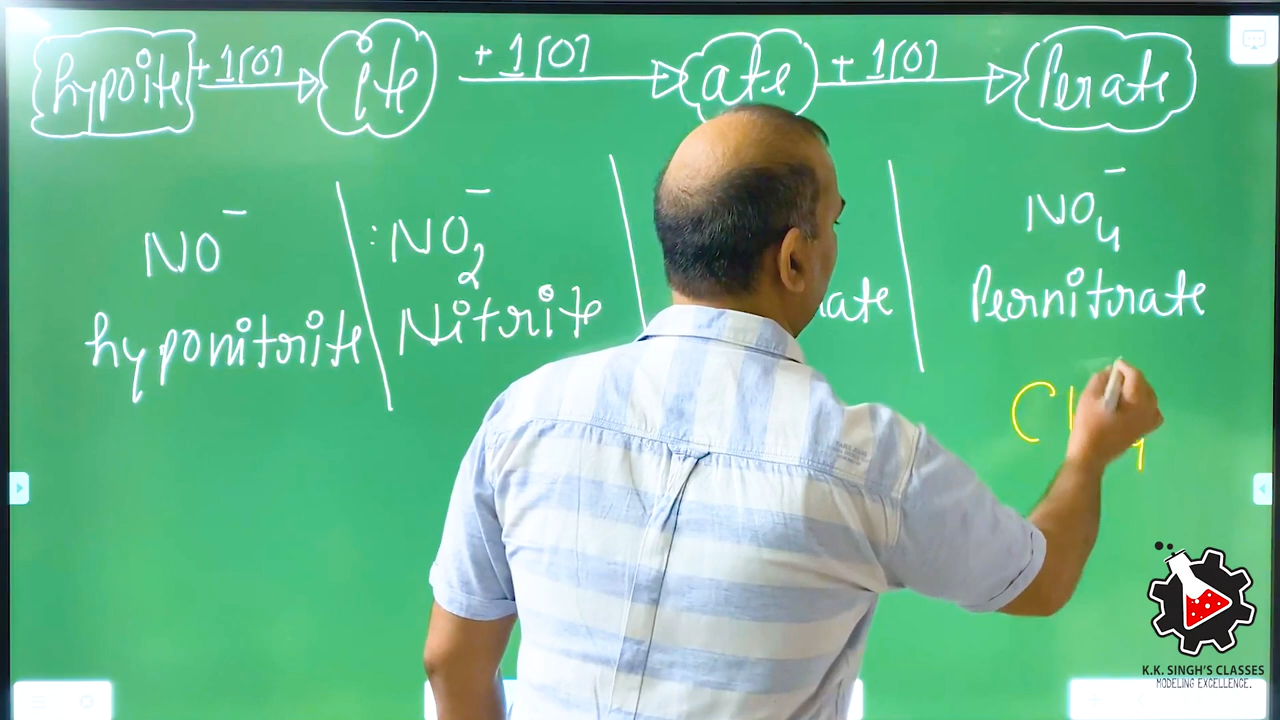 hypoite +1[O] ite +1[O] ate +1[O] Perate
NO⁻ :NO₂⁻ NO₄⁻
hyponitrite Nitrite ate Pernitrate
K.K. SINGH'S CLASSES
MODELING EXCELLENCE.